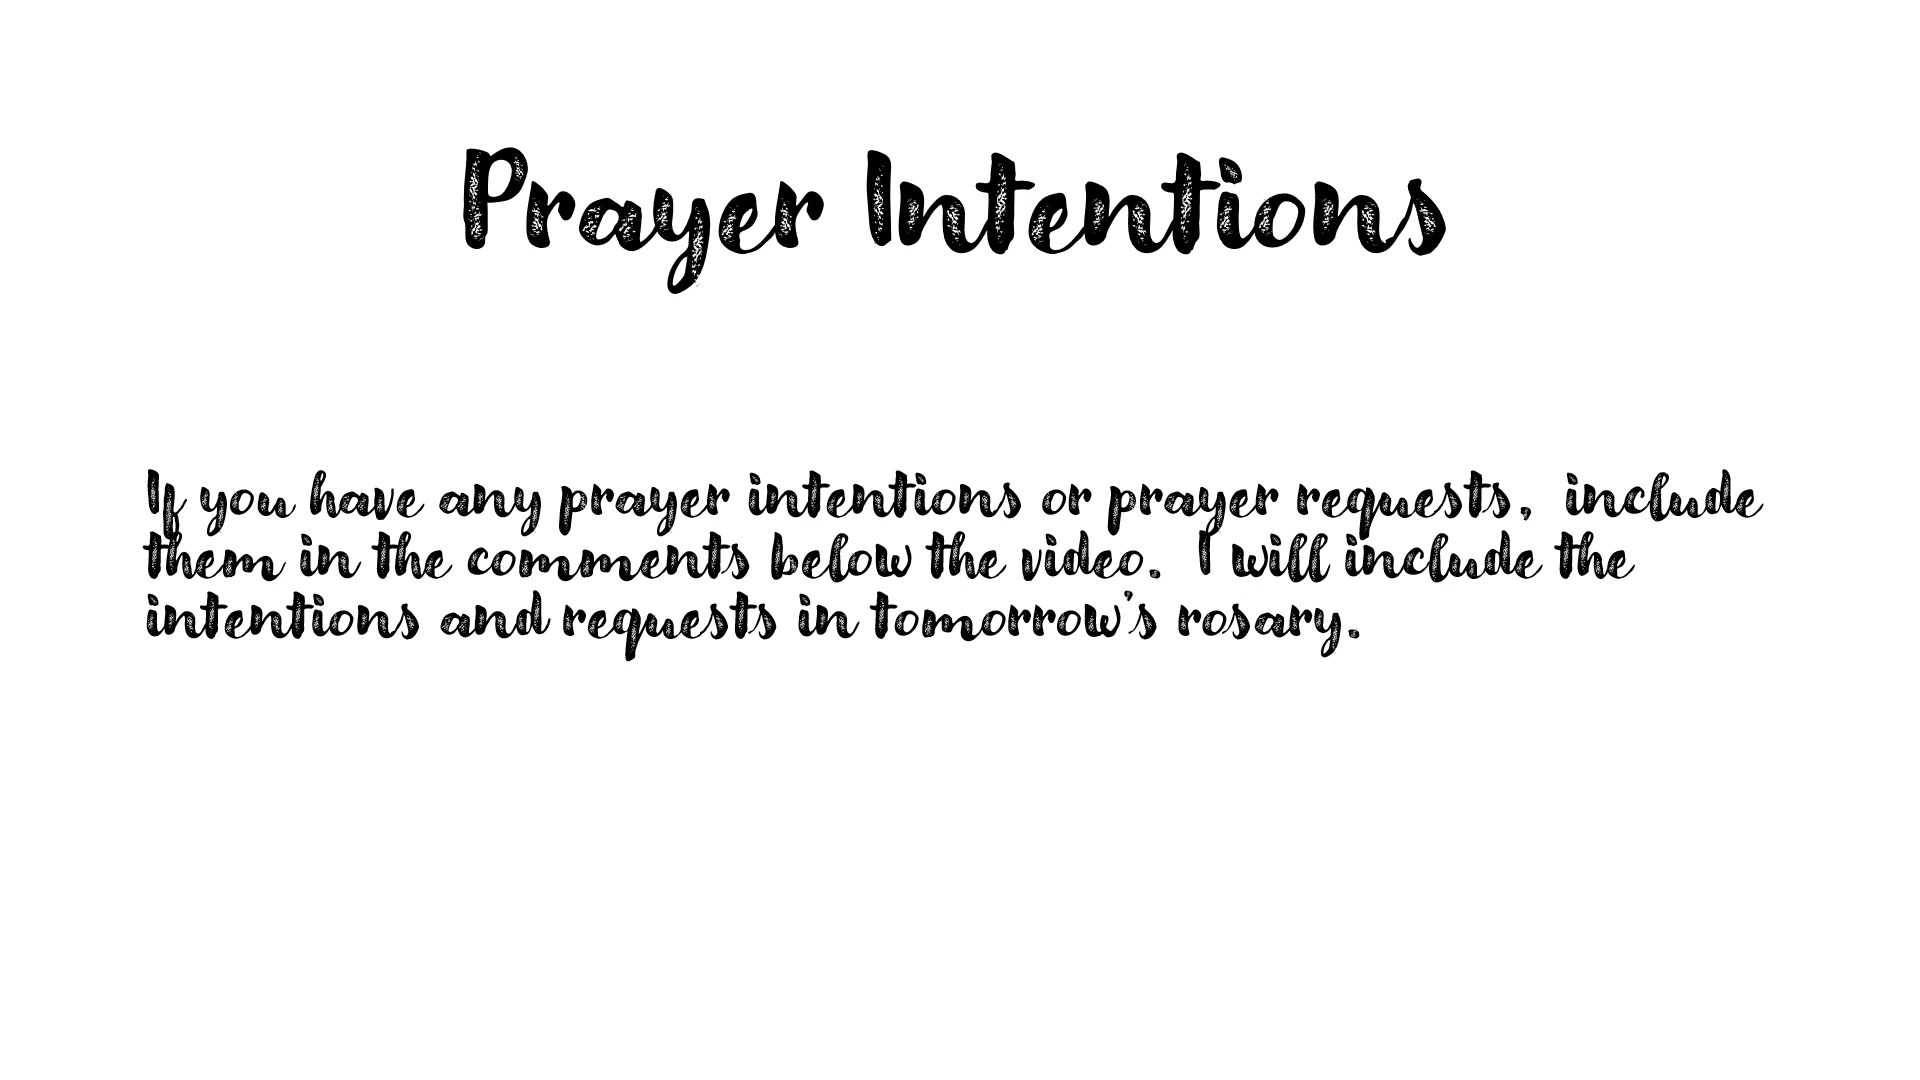 Prayer Intentions
If you have any prayer intentions or prayer requests,  include
them in the comments below the video.  I will include the
intentions and requests in tomorrow's rosary.